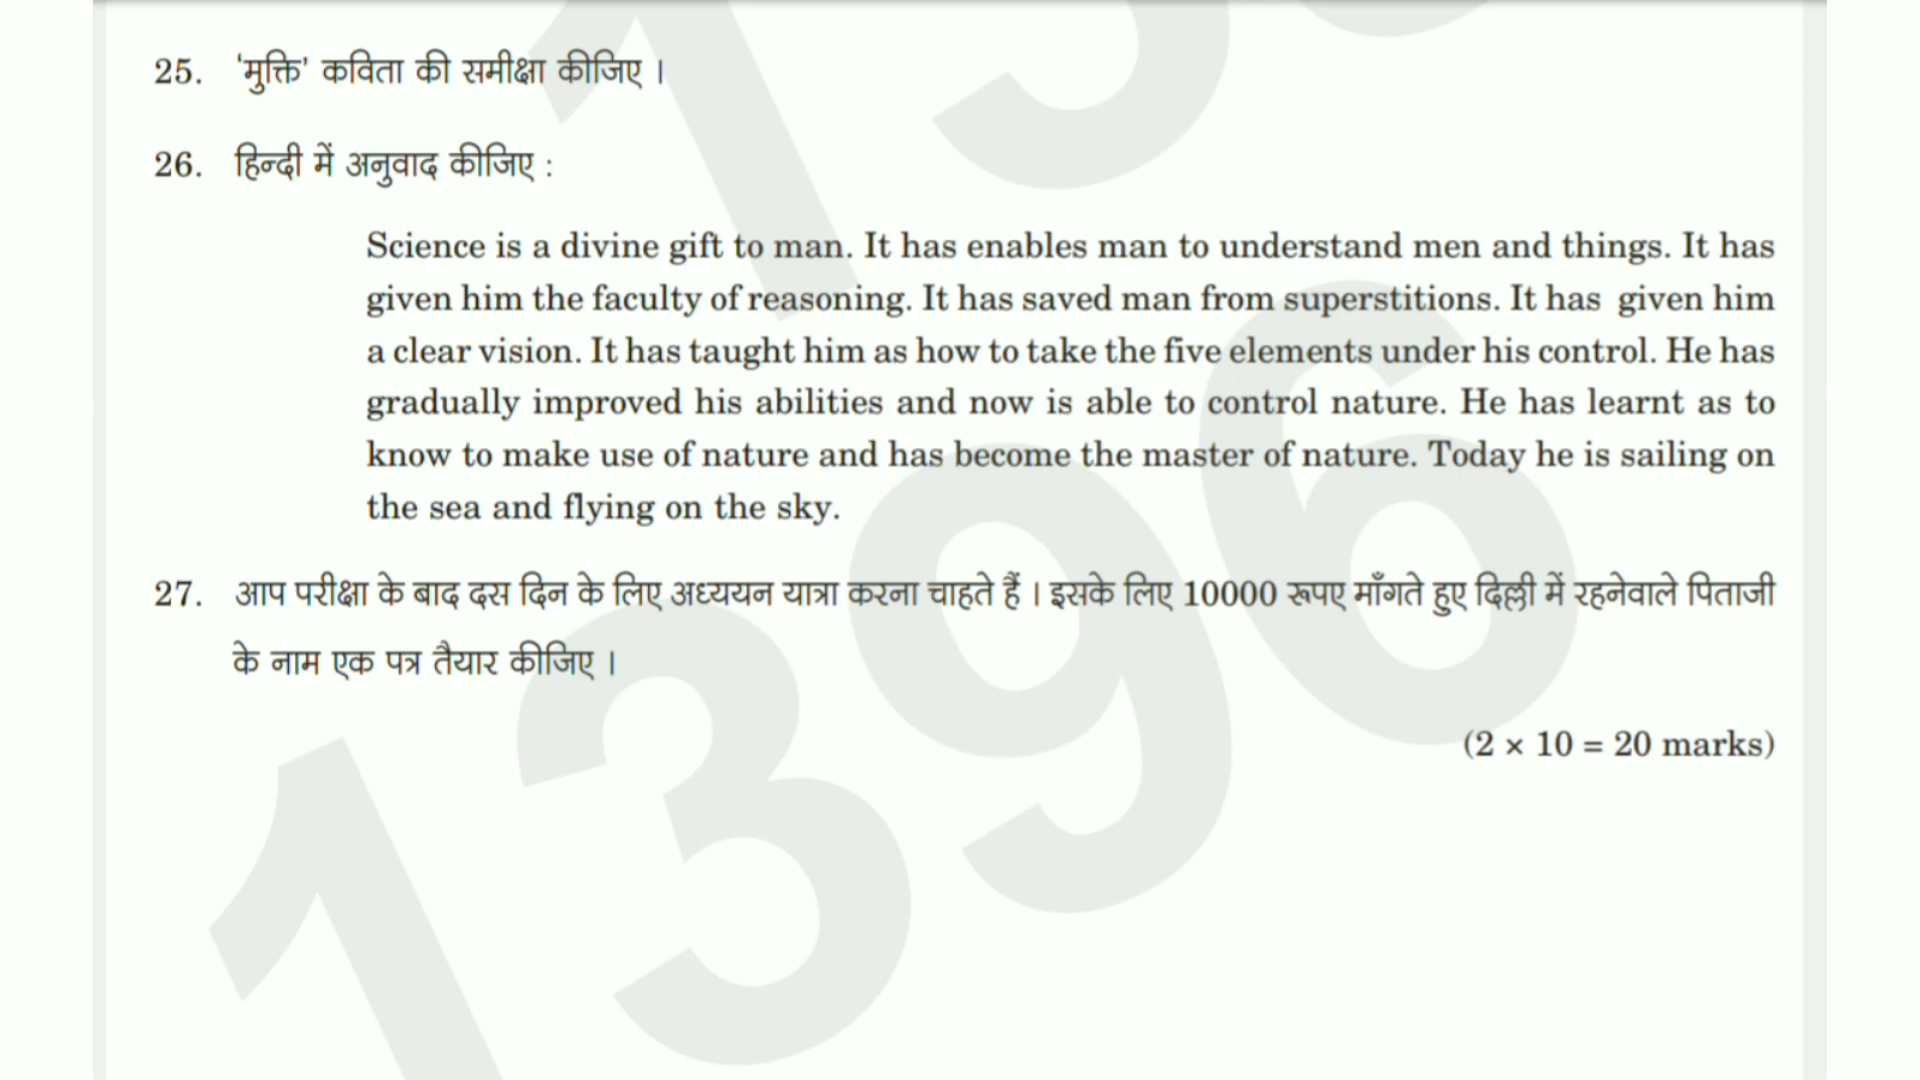 25. 'मुक्ति' कविता की समीक्षा कीजिए ।
26. हिन्दी में अनुवाद कीजिए :
Science is a divine gift to man. It has enables man to understand men and things. It has
given him the faculty of reasoning. It has saved man from superstitions. It has given him
a clear vision. It has taught him as how to take the five elements under his control. He has
gradually improved his abilities and now is able to control nature. He has learnt as to
know to make use of nature and has become the master of nature. Today he is sailing on
the sea and flying on the sky.
27. आप परीक्षा के बाद दस दिन के लिए अध्ययन यात्रा करना चाहते हैं । इसके लिए 10000 रूपए माँगते हुए दिल्ली में रहनेवाले पिताजी
के नाम एक पत्र तैयार कीजिए ।
(2 × 10 = 20 marks)
1396